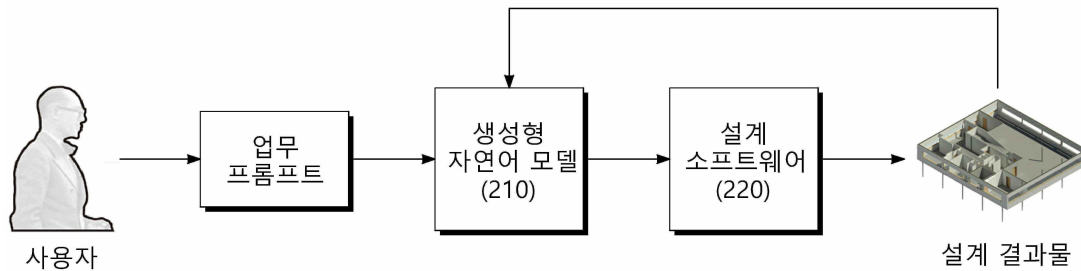 업무
프롬프트
생성형
자연어 모델
(210)
설계
소프트웨어
(220)
사용자
설계 결과물